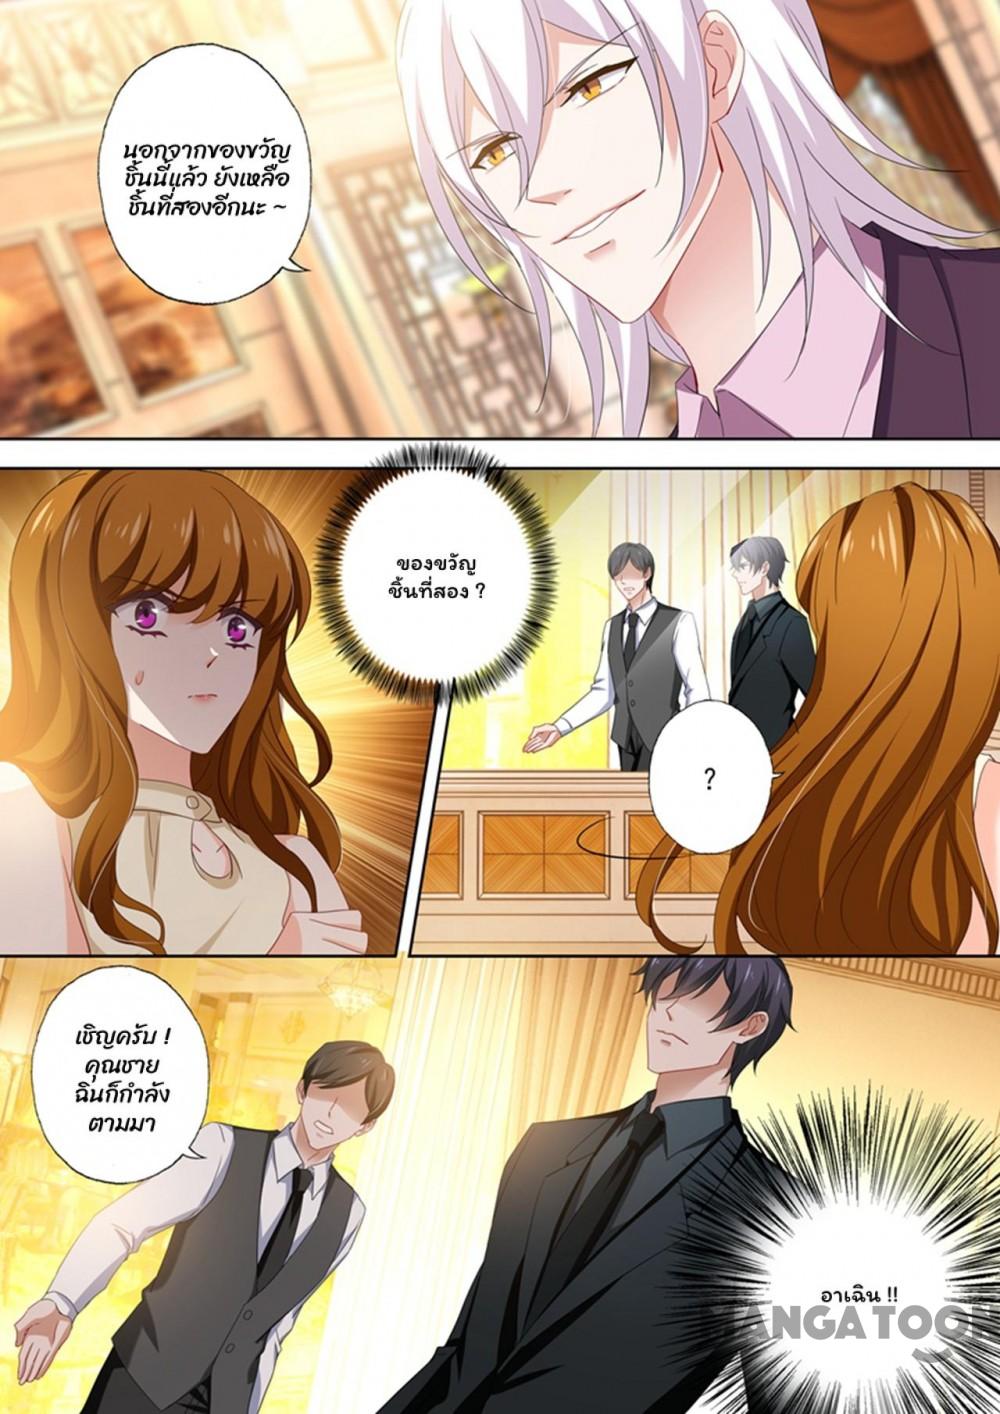 นอกจากของขวัญ
ชิ้นนี้แล้ว ยังเหลือ
ชิ้นที่สองอีกนะ ~
ของขวัญ
ชิ้นที่สอง ?
?
เชิญครับ !
คุณชาย
ฉินก็กำลัง
ตามมา
อาเฉิน !!
MANGATOON